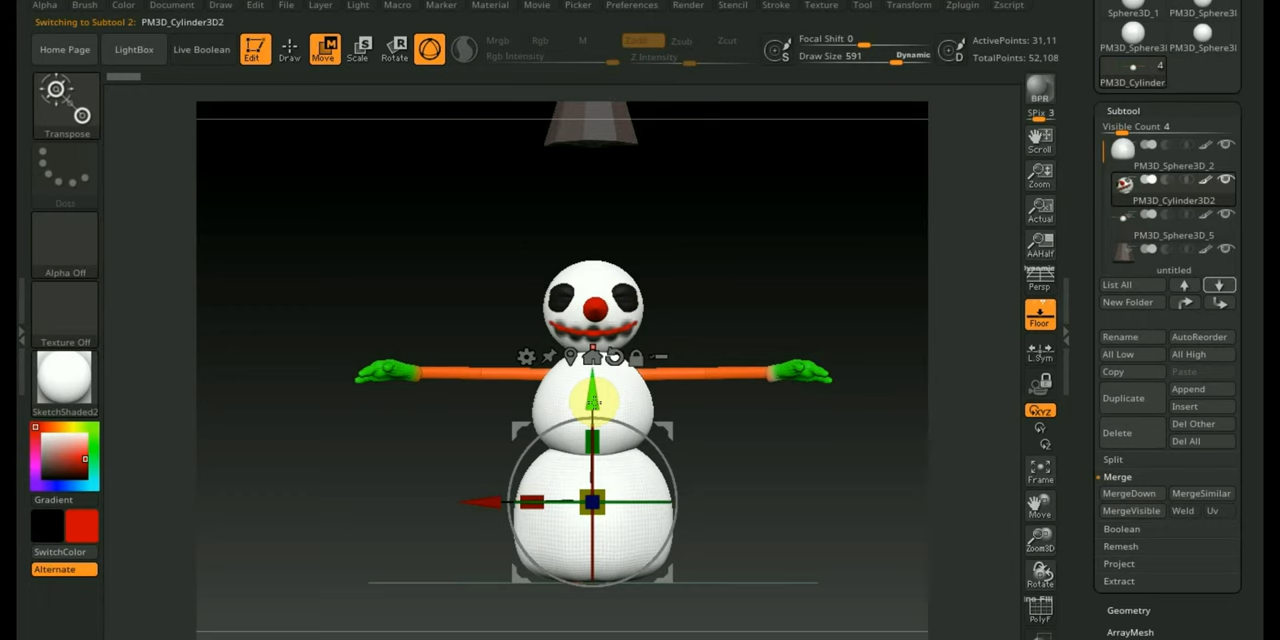 Alpha Brush Color Document Draw Edit File Layer Light Macro Marker Material Movie Picker Preferences Render Stencil Stroke Texture Tool Transform Zplugin Zscript
Switching to Subtool 2: PM3D_Cylinder3D2
Home Page LightBox Live Boolean Edit Draw Move Scale Rotate
Mrgb Rgb M Zadd Zsub Zcut
Rgb Intensity Z Intensity
S Focal Shift 0
Draw Size 591 Dynamic
D ActivePoints: 31,11
TotalPoints: 52,108
Transpose
Dots
Alpha Off
Texture Off
SketchShaded2
Gradient
SwitchColor
Alternate
BPR
SPix 3
Scroll
Zoom
Actual
AAHalf
Dynamic
Persp
Floor
L.Sym
XYZ
Frame
Move
Zoom3D
Rotate
Line Fill
PolyF
Sphere3D_1 PM3D_Sphere3I
PM3D_Sphere3I PM3D_Sphere3I
4
PM3D_Cylinder
Subtool
Visible Count 4
PM3D_Sphere3D_2
PM3D_Cylinder3D2
PM3D_Sphere3D_5
untitled
List All
New Folder
Rename AutoReorder
All Low All High
Copy Paste
Duplicate Append
Insert
Delete Del Other
Del All
Split
Merge
MergeDown MergeSimilar
MergeVisible Weld Uv
Boolean
Remesh
Project
Extract
Geometry
ArrayMesh